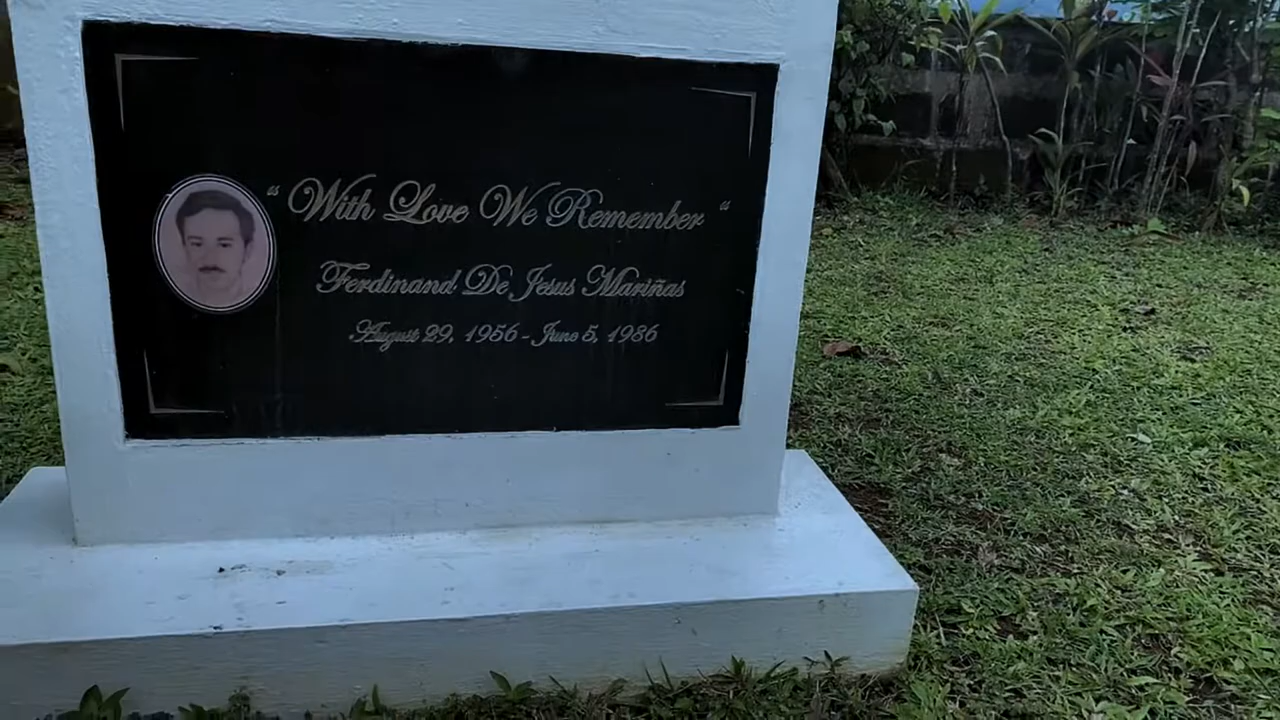 “ With Love We Remember “
Ferdinand De Jesus Mariñas
August 29, 1956 - June 5, 1986